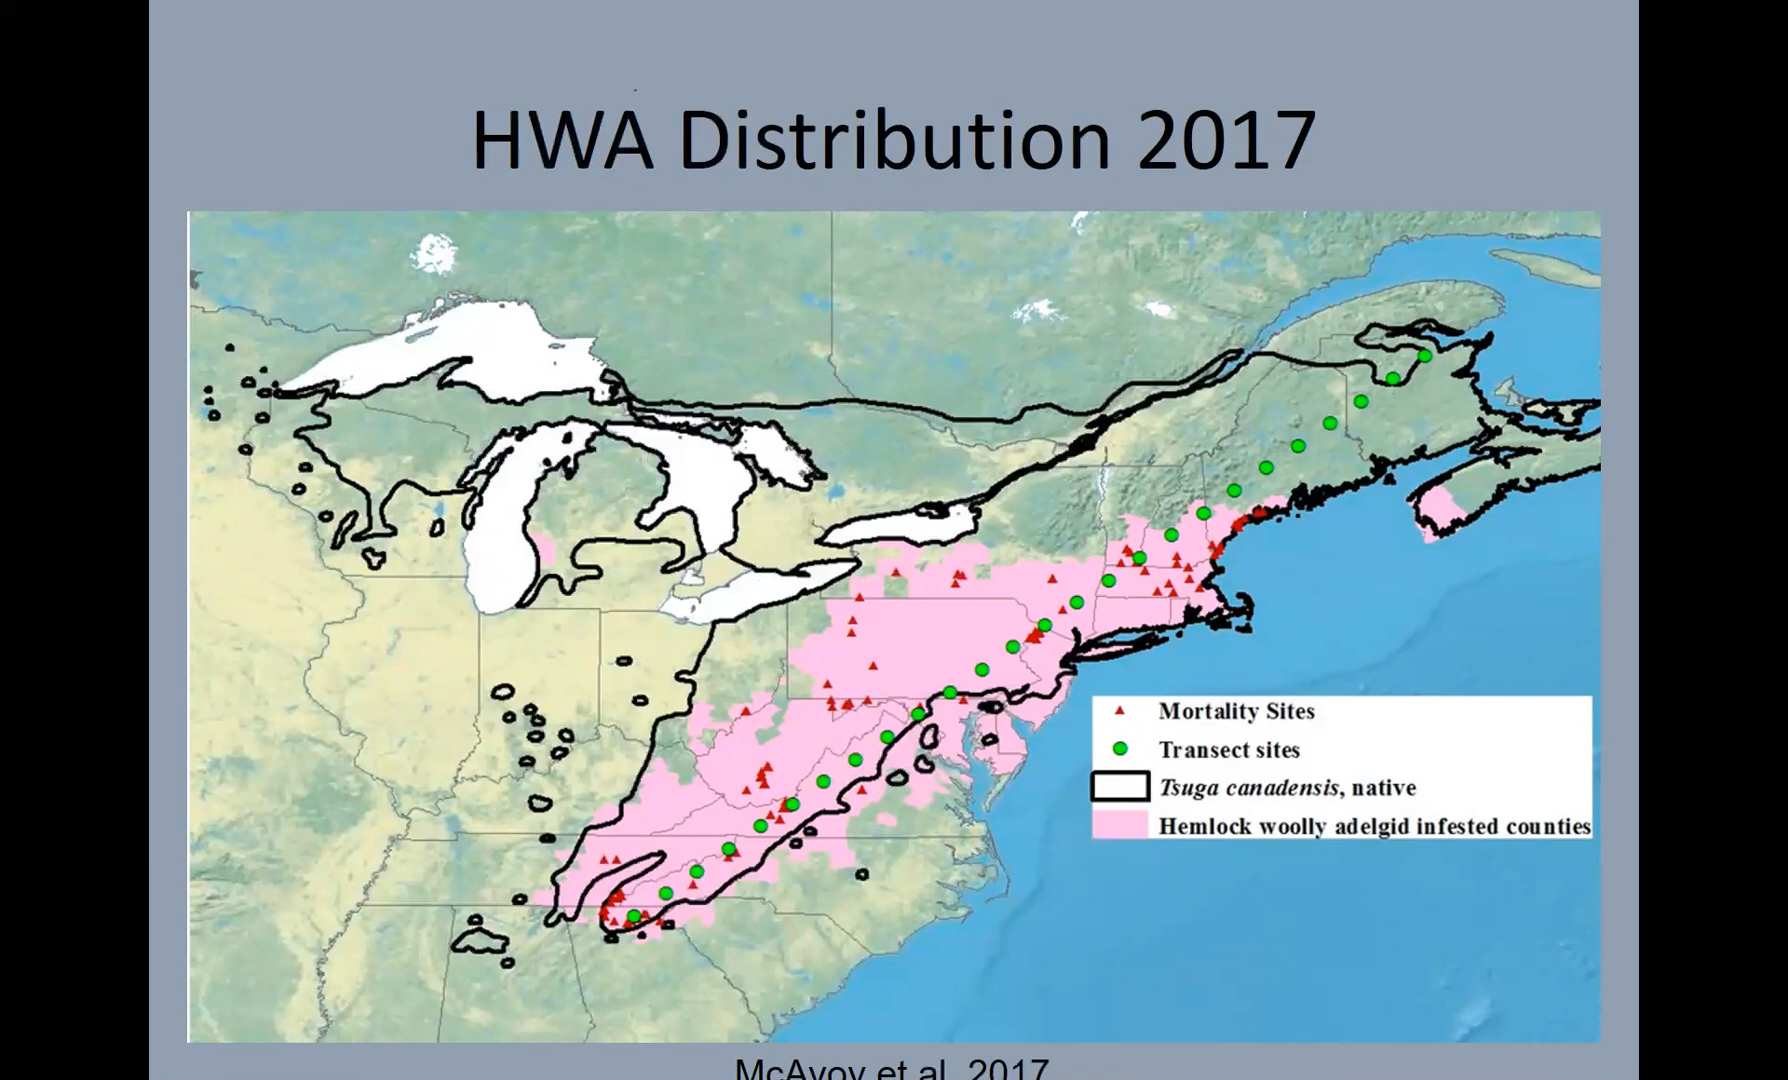 HWA Distribution 2017
Mortality Sites
Transect sites
Tsuga canadensis, native
Hemlock woolly adelgid infested counties
McAvoy et al. 2017